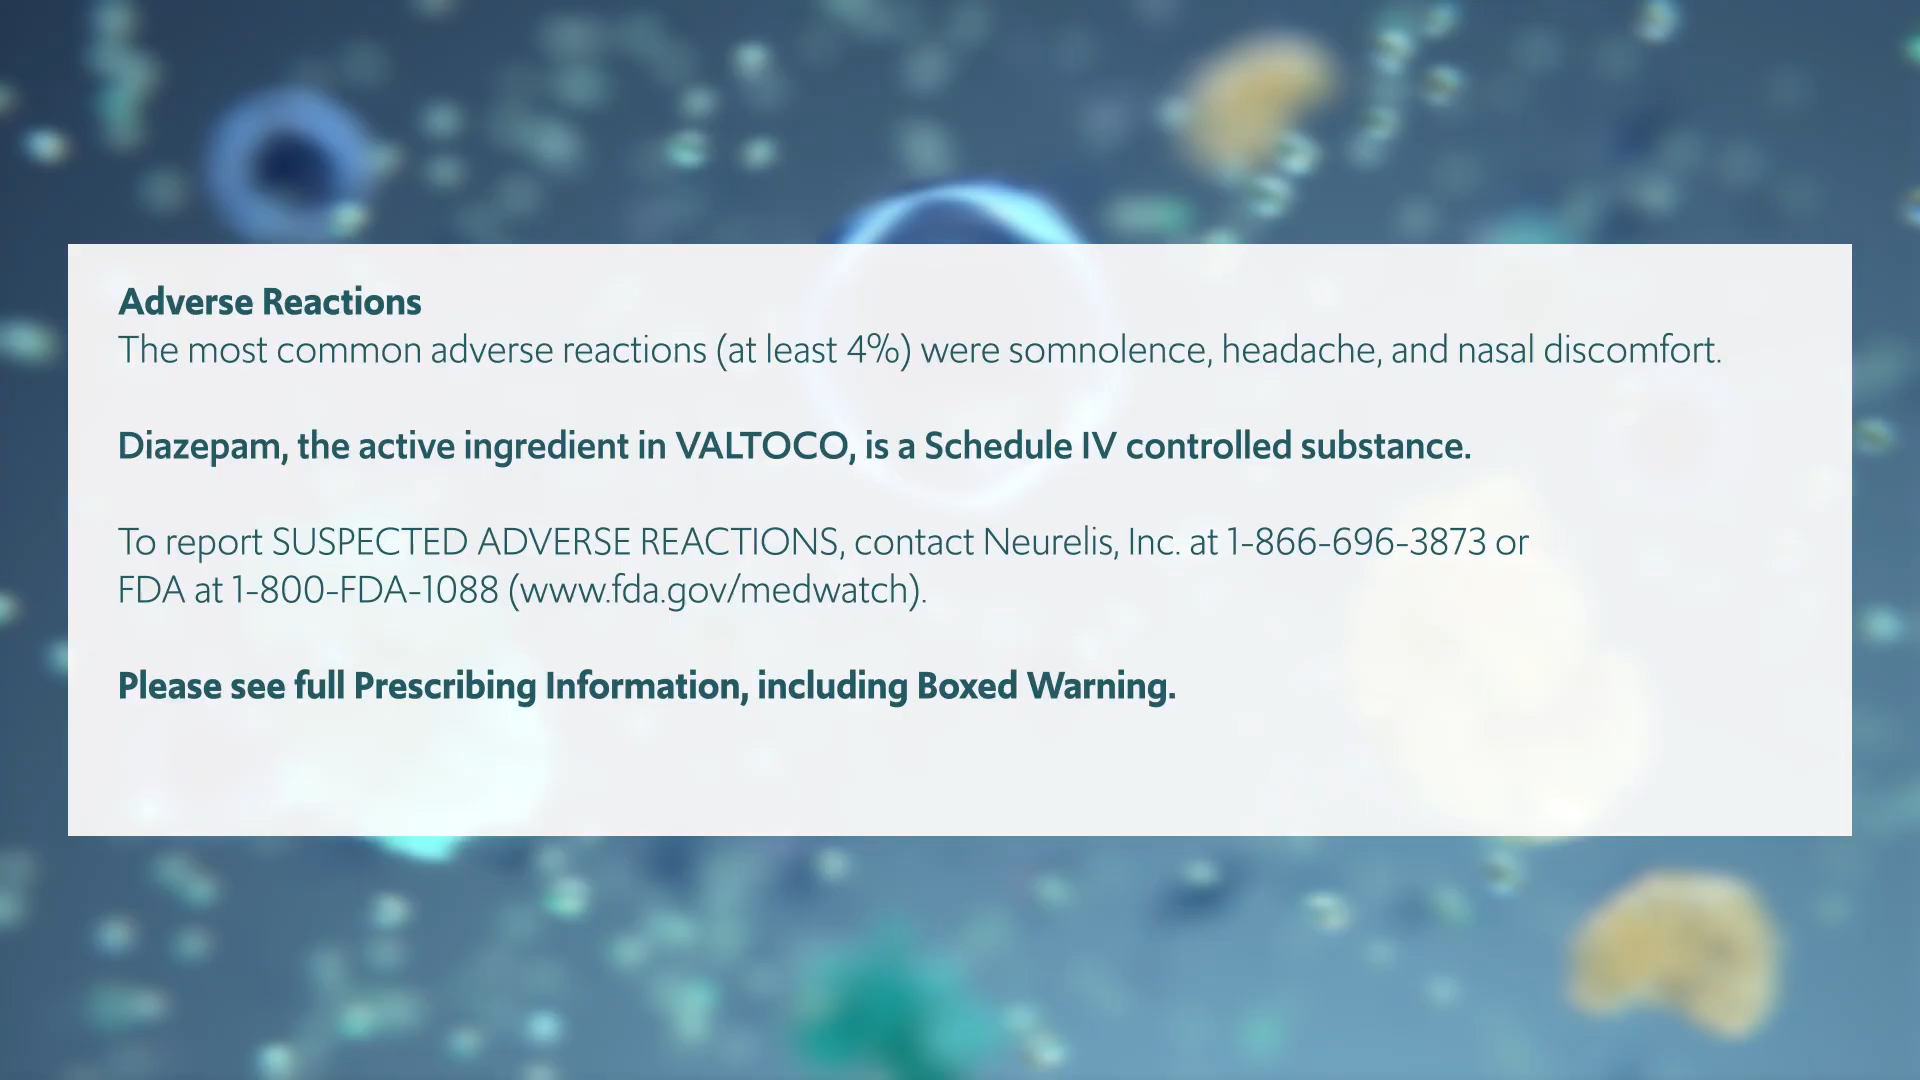 Adverse Reactions
The most common adverse reactions (at least 4%) were somnolence, headache, and nasal discomfort.
Diazepam, the active ingredient in VALTOCO, is a Schedule IV controlled substance.
To report SUSPECTED ADVERSE REACTIONS, contact Neurelis, Inc. at 1-866-696-3873 or
FDA at 1-800-FDA-1088 (www.fda.gov/medwatch).
Please see full Prescribing Information, including Boxed Warning.